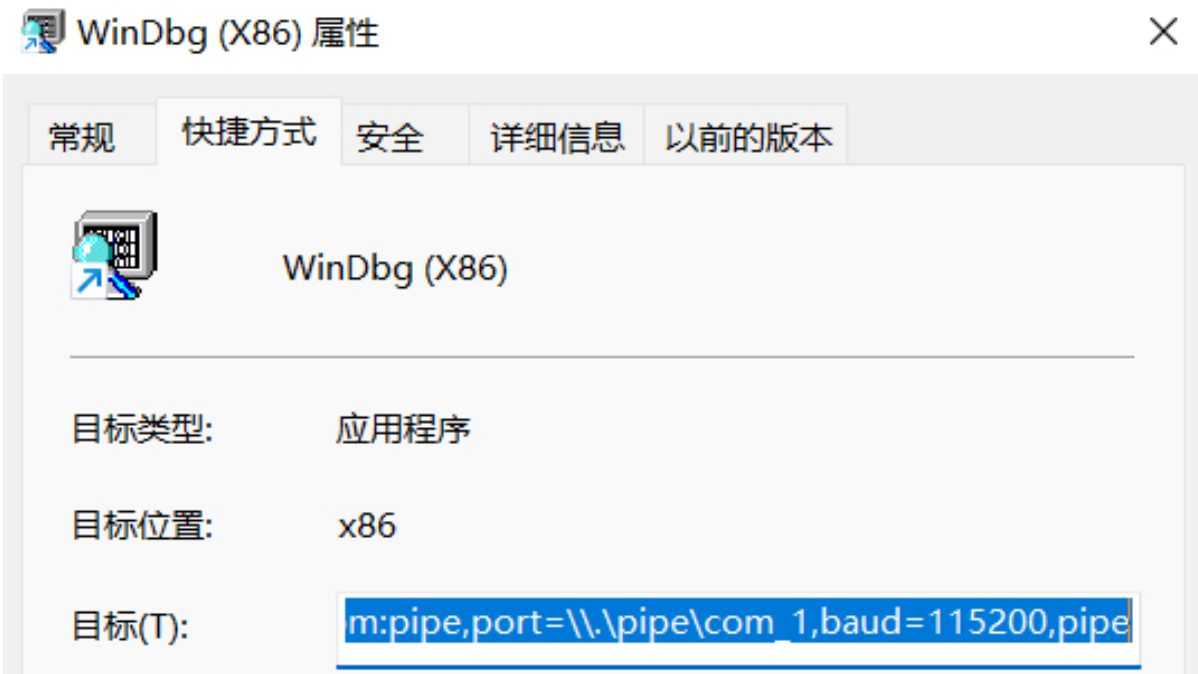 WinDbg (X86) 属性
常规 快捷方式 安全 详细信息 以前的版本
WinDbg (X86)
目标类型: 应用程序
目标位置: x86
目标(T): m:pipe,port=\\.\pipe\com_1,baud=115200,pipe